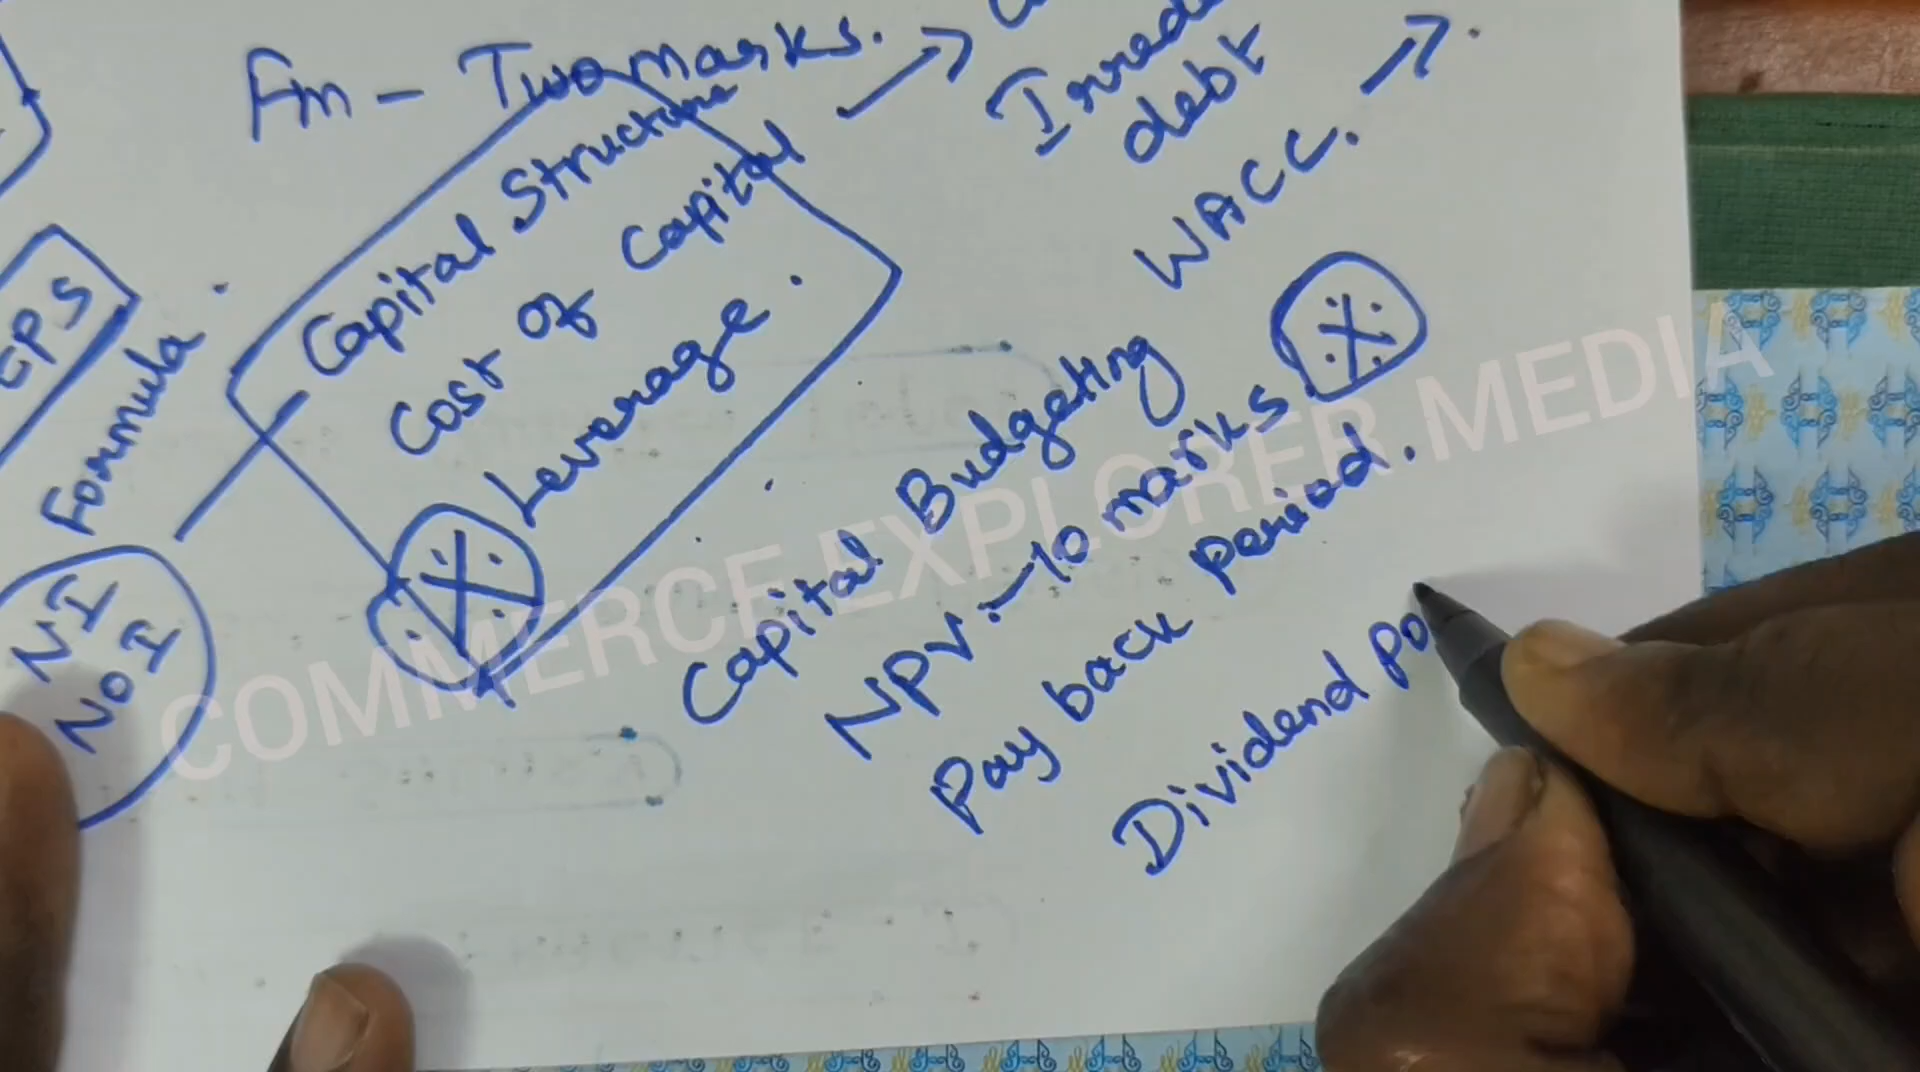 Fm - Two marks.
Capital Structure
Cost of Capital
Leverage.
EPS
Formula.
NI
NOI
debt
WACC.
Capital Budgeting
NPV - 10 marks.
Pay back Period.
Dividend Po
COMMERCE EXPLORER MEDIA